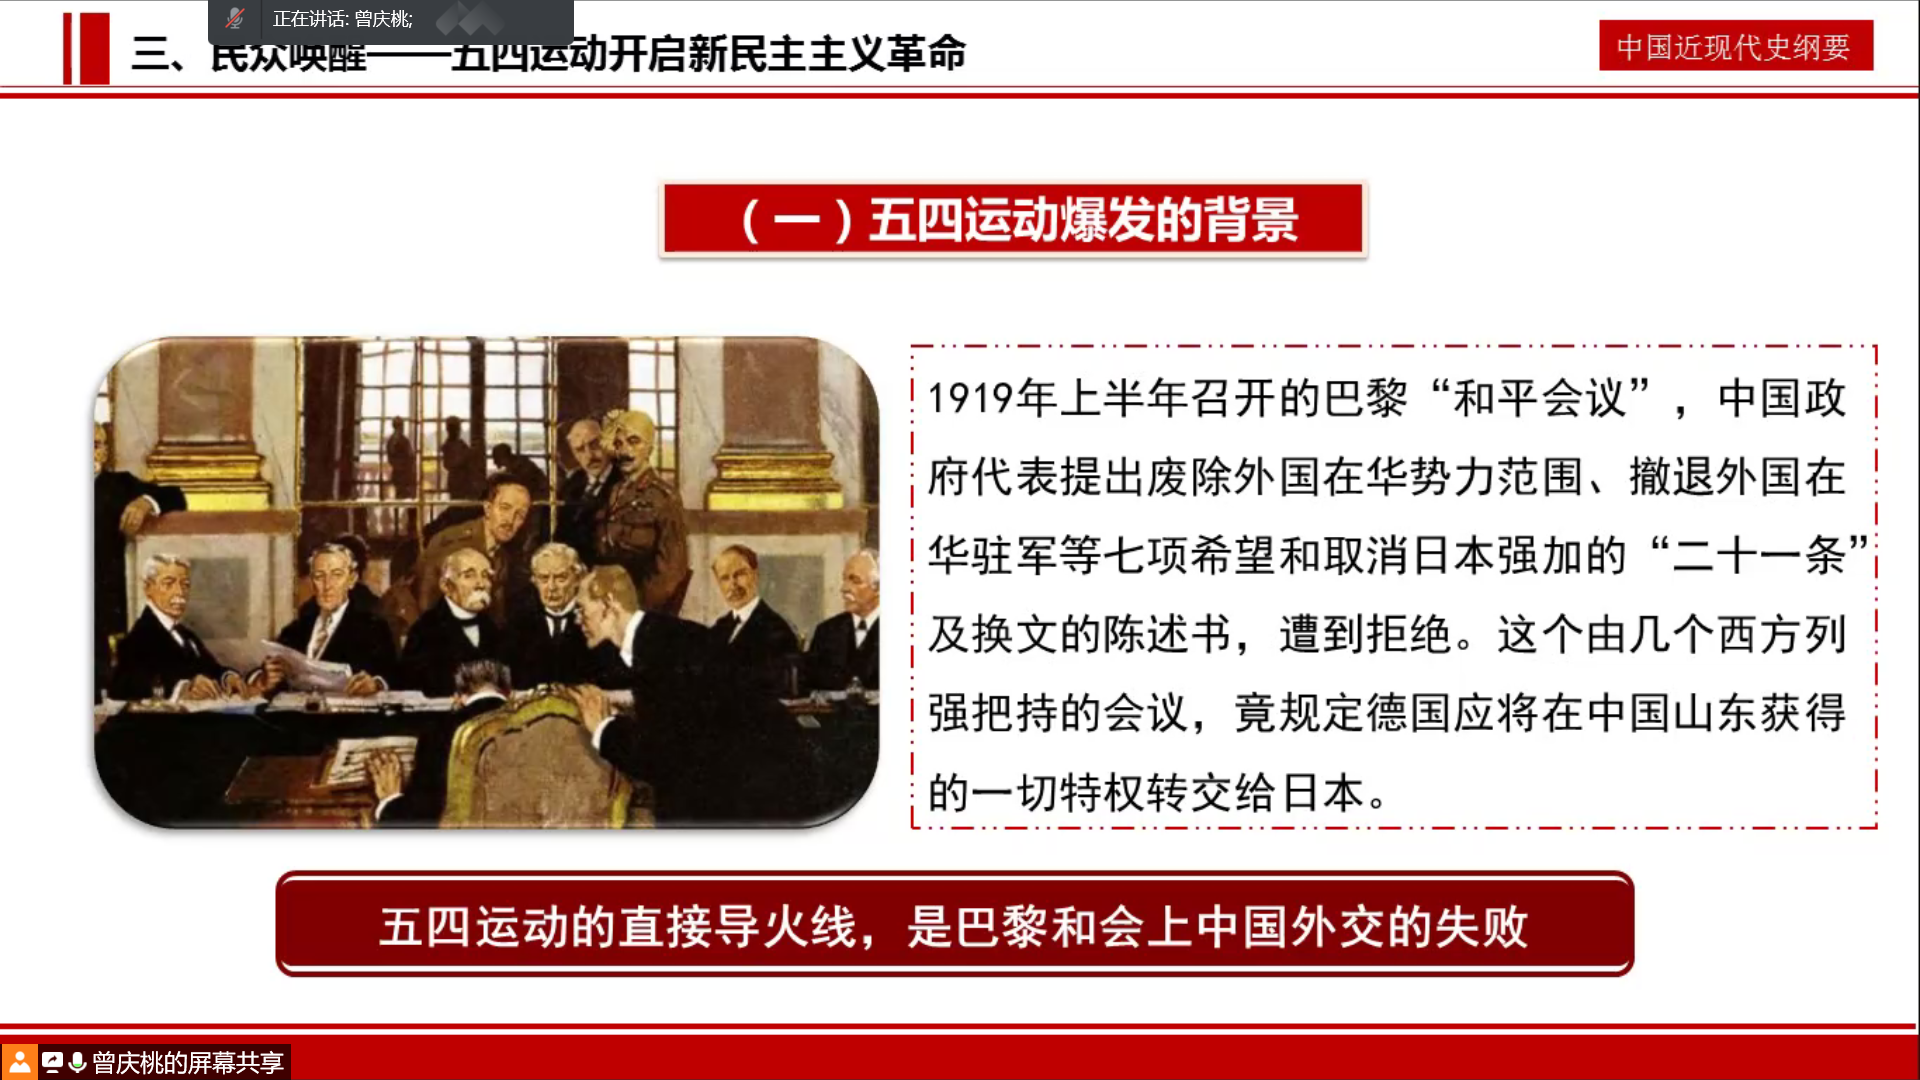 正在讲话: 曾庆桃;
三、民众唤醒——五四运动开启新民主主义革命
中国近现代史纲要
（一）五四运动爆发的背景
1919年上半年召开的巴黎“和平会议”，中国政
府代表提出废除外国在华势力范围、撤退外国在
华驻军等七项希望和取消日本强加的“二十一条”
及换文的陈述书，遭到拒绝。这个由几个西方列
强把持的会议，竟规定德国应将在中国山东获得
的一切特权转交给日本。
五四运动的直接导火线，是巴黎和会上中国外交的失败
曾庆桃的屏幕共享